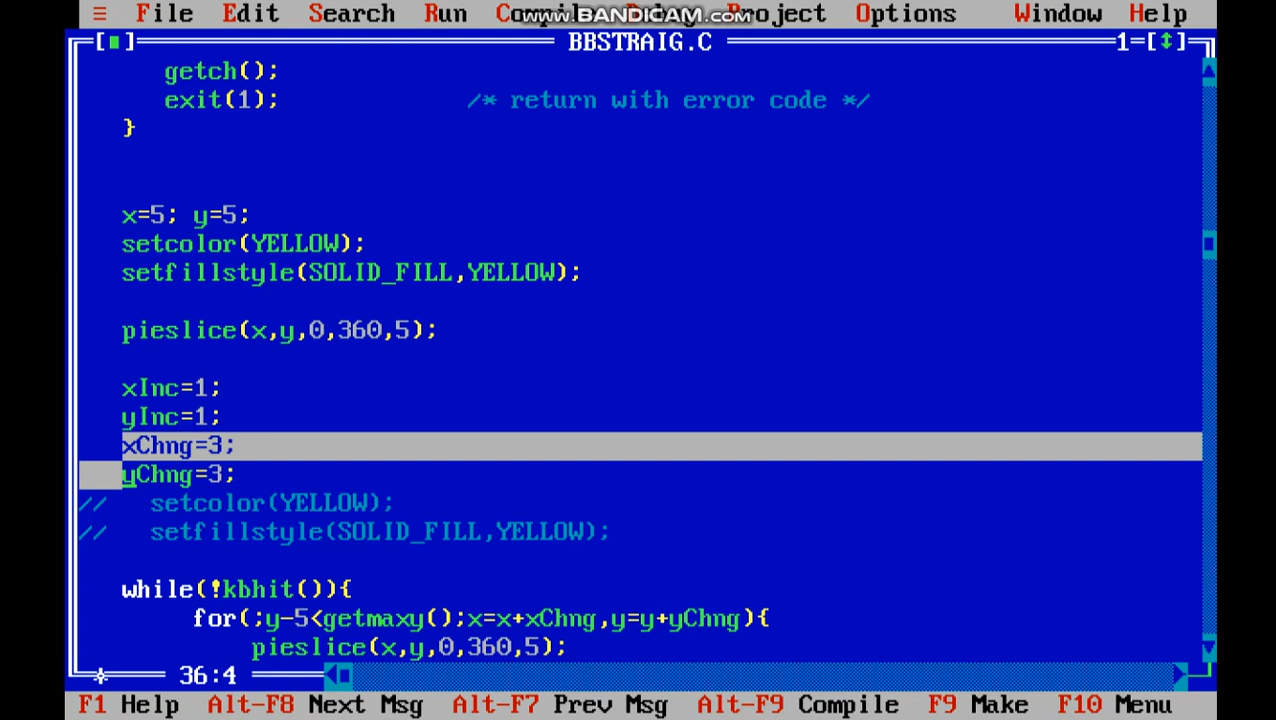 ≡ File Edit Search Run Compile Debug Project Options Window Help
www.BANDICAM.com
[■] BBSTRAIG.C 1=[↕]
getch();
exit(1); /* return with error code */
}
x=5; y=5;
setcolor(YELLOW);
setfillstyle(SOLID_FILL,YELLOW);
pieslice(x,y,0,360,5);
xInc=1;
yInc=1;
xChng=3;
yChng=3;
// setcolor(YELLOW);
// setfillstyle(SOLID_FILL,YELLOW);
while(!kbhit()){
for(;y-5<getmaxy();x=x+xChng,y=y+yChng){
pieslice(x,y,0,360,5);
36:4
F1 Help Alt-F8 Next Msg Alt-F7 Prev Msg Alt-F9 Compile F9 Make F10 Menu